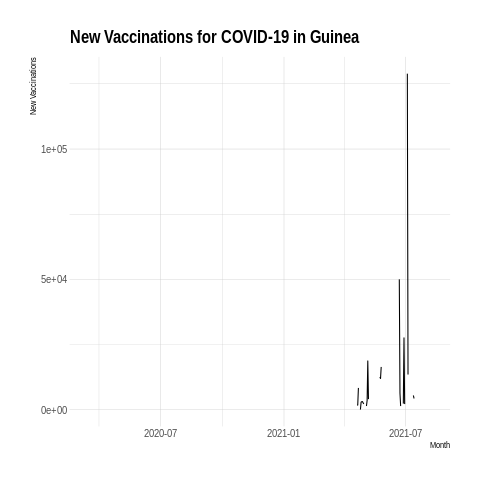 New Vaccinations for COVID-19 in Guinea
New Vaccinations
1e+05
5e+04
0e+00
2020-07 2021-01 2021-07
Month